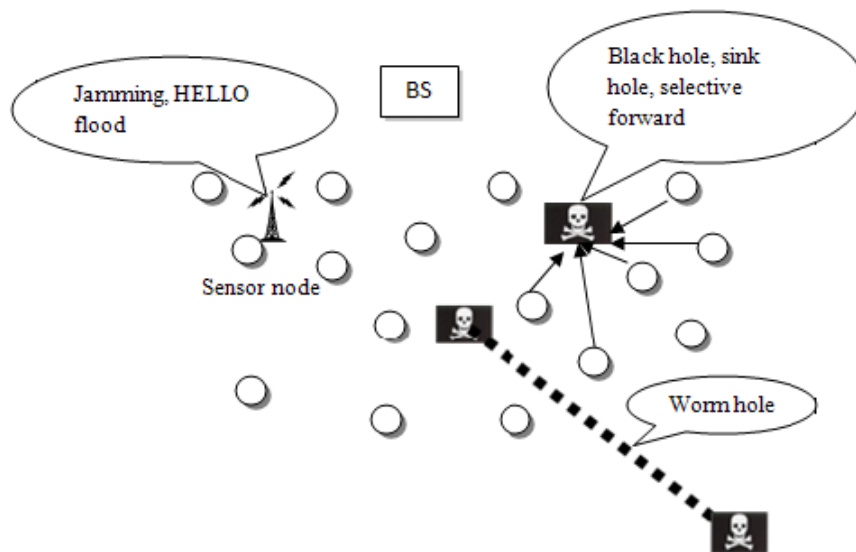 Jamming, HELLO
flood
BS
Black hole, sink
hole, selective
forward
Sensor node
Worm hole